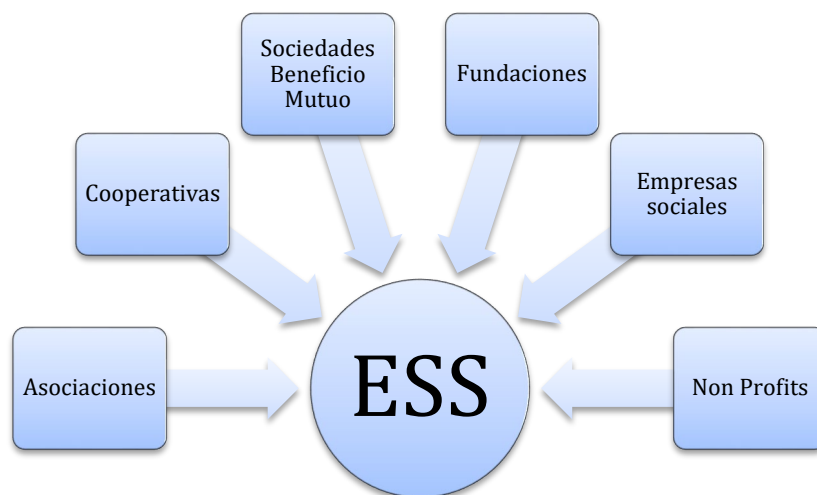 Sociedades
Beneficio
Mutuo
Fundaciones
Cooperativas
Empresas
sociales
Asociaciones
ESS
Non Profits